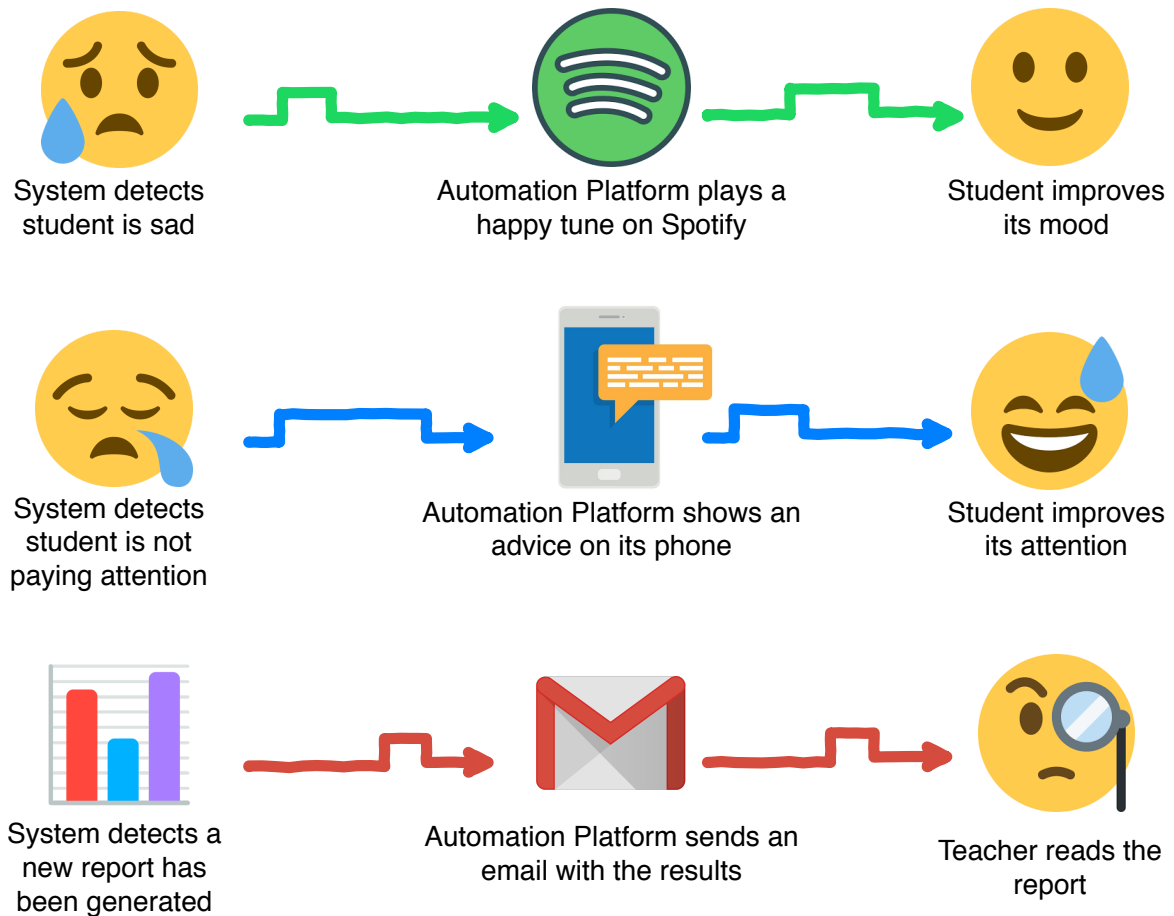 System detects
student is sad
Automation Platform plays a
happy tune on Spotify
Student improves
its mood
System detects
student is not
paying attention
Automation Platform shows an
advice on its phone
Student improves
its attention
System detects a
new report has
been generated
Automation Platform sends an
email with the results
Teacher reads the
report